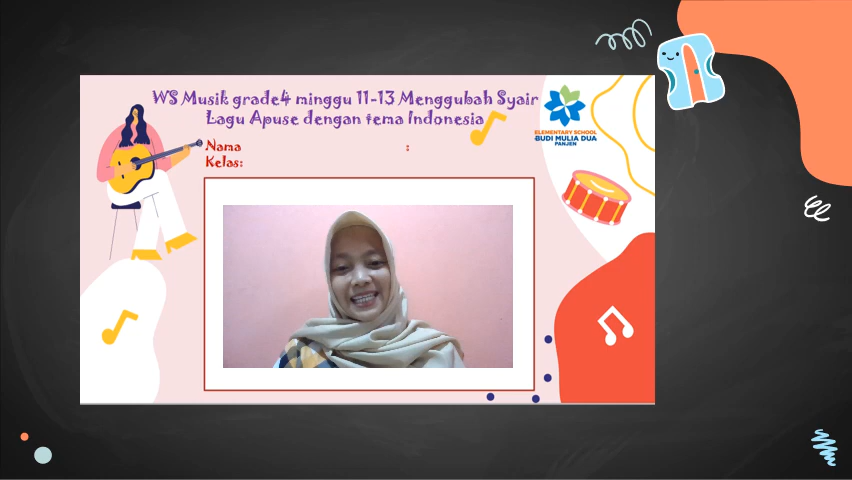 WS Musik grade4 minggu 11-13 Menggubah Syair
Lagu Apuse dengan tema Indonesia
Nama :
Kelas:
ELEMENTARY SCHOOL
BUDI MULIA DUA
PANJEN